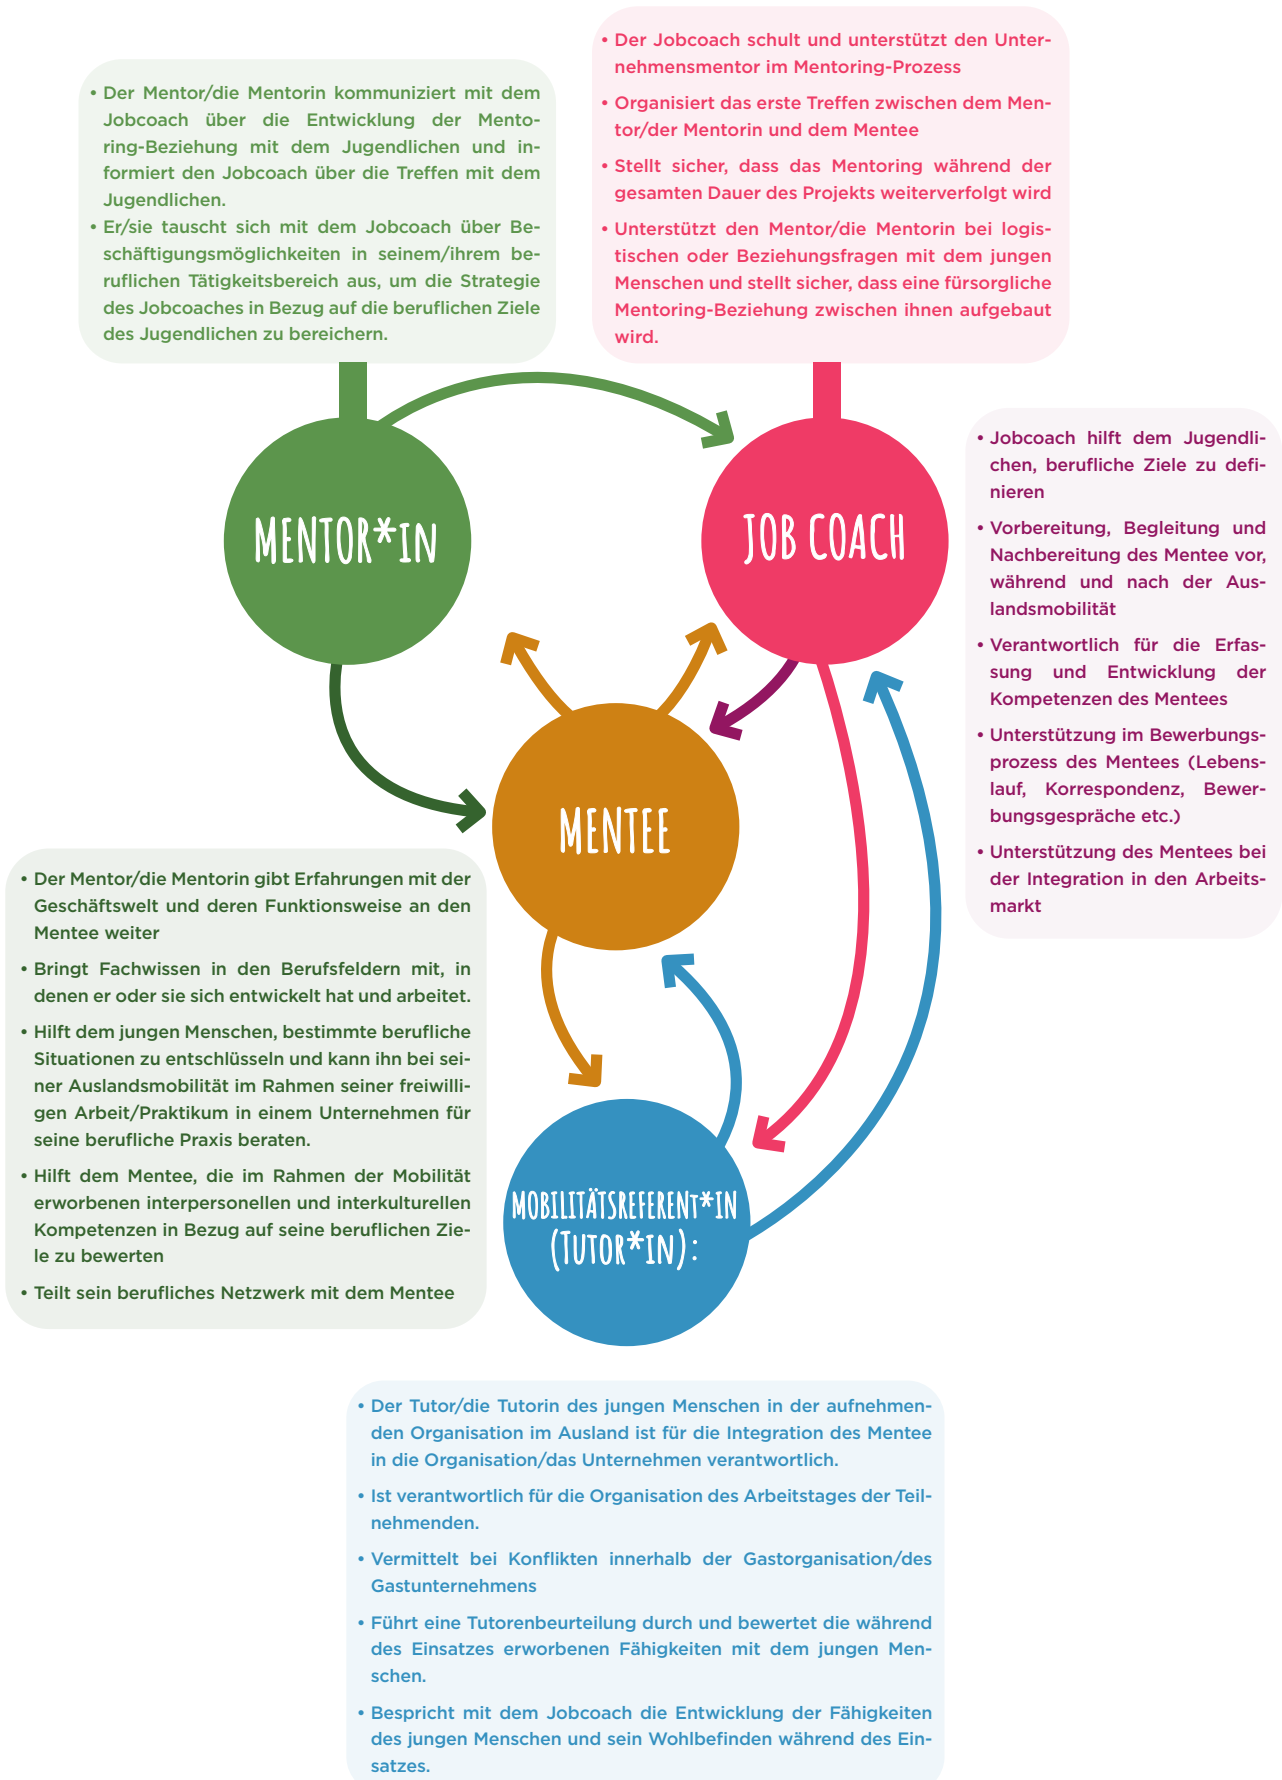 • Der Mentor/die Mentorin kommuniziert mit dem
Jobcoach über die Entwicklung der Mento-
ring-Beziehung mit dem Jugendlichen und in-
formiert den Jobcoach über die Treffen mit dem
Jugendlichen.
• Er/sie tauscht sich mit dem Jobcoach über Be-
schäftigungsmöglichkeiten in seinem/ihrem be-
ruflichen Tätigkeitsbereich aus, um die Strategie
des Jobcoaches in Bezug auf die beruflichen Ziele
des Jugendlichen zu bereichern.
• Der Jobcoach schult und unterstützt den Unter-
nehmensmentor im Mentoring-Prozess
• Organisiert das erste Treffen zwischen dem Men-
tor/der Mentorin und dem Mentee
• Stellt sicher, dass das Mentoring während der
gesamten Dauer des Projekts weiterverfolgt wird
• Unterstützt den Mentor/die Mentorin bei logis-
tischen oder Beziehungsfragen mit dem jungen
Menschen und stellt sicher, dass eine fürsorgliche
Mentoring-Beziehung zwischen ihnen aufgebaut
wird.
MENTOR*IN
JOB COACH
• Jobcoach hilft dem Jugendli-
chen, berufliche Ziele zu defi-
nieren
• Vorbereitung, Begleitung und
Nachbereitung des Mentee vor,
während und nach der Aus-
landsmobilität
• Verantwortlich für die Erfas-
sung und Entwicklung der
Kompetenzen des Mentees
• Unterstützung im Bewerbungs-
prozess des Mentees (Lebens-
lauf, Korrespondenz, Bewer-
bungsgespräche etc.)
• Unterstützung des Mentees bei
der Integration in den Arbeits-
markt
MENTEE
• Der Mentor/die Mentorin gibt Erfahrungen mit der
Geschäftswelt und deren Funktionsweise an den
Mentee weiter
• Bringt Fachwissen in den Berufsfeldern mit, in
denen er oder sie sich entwickelt hat und arbeitet.
• Hilft dem jungen Menschen, bestimmte berufliche
Situationen zu entschlüsseln und kann ihn bei sei-
ner Auslandsmobilität im Rahmen seiner freiwilli-
gen Arbeit/Praktikum in einem Unternehmen für
seine berufliche Praxis beraten.
• Hilft dem Mentee, die im Rahmen der Mobilität
erworbenen interpersonellen und interkulturellen
Kompetenzen in Bezug auf seine beruflichen Zie-
le zu bewerten
• Teilt sein berufliches Netzwerk mit dem Mentee
MOBILITÄTSREFERENT*IN
(TUTOR*IN):
• Der Tutor/die Tutorin des jungen Menschen in der aufnehmen-
den Organisation im Ausland ist für die Integration des Mentee
in die Organisation/das Unternehmen verantwortlich.
• Ist verantwortlich für die Organisation des Arbeitstages der Teil-
nehmenden.
• Vermittelt bei Konflikten innerhalb der Gastorganisation/des
Gastunternehmens
• Führt eine Tutorenbeurteilung durch und bewertet die während
des Einsatzes erworbenen Fähigkeiten mit dem jungen Men-
schen.
• Bespricht mit dem Jobcoach die Entwicklung der Fähigkeiten
des jungen Menschen und sein Wohlbefinden während des Ein-
satzes.